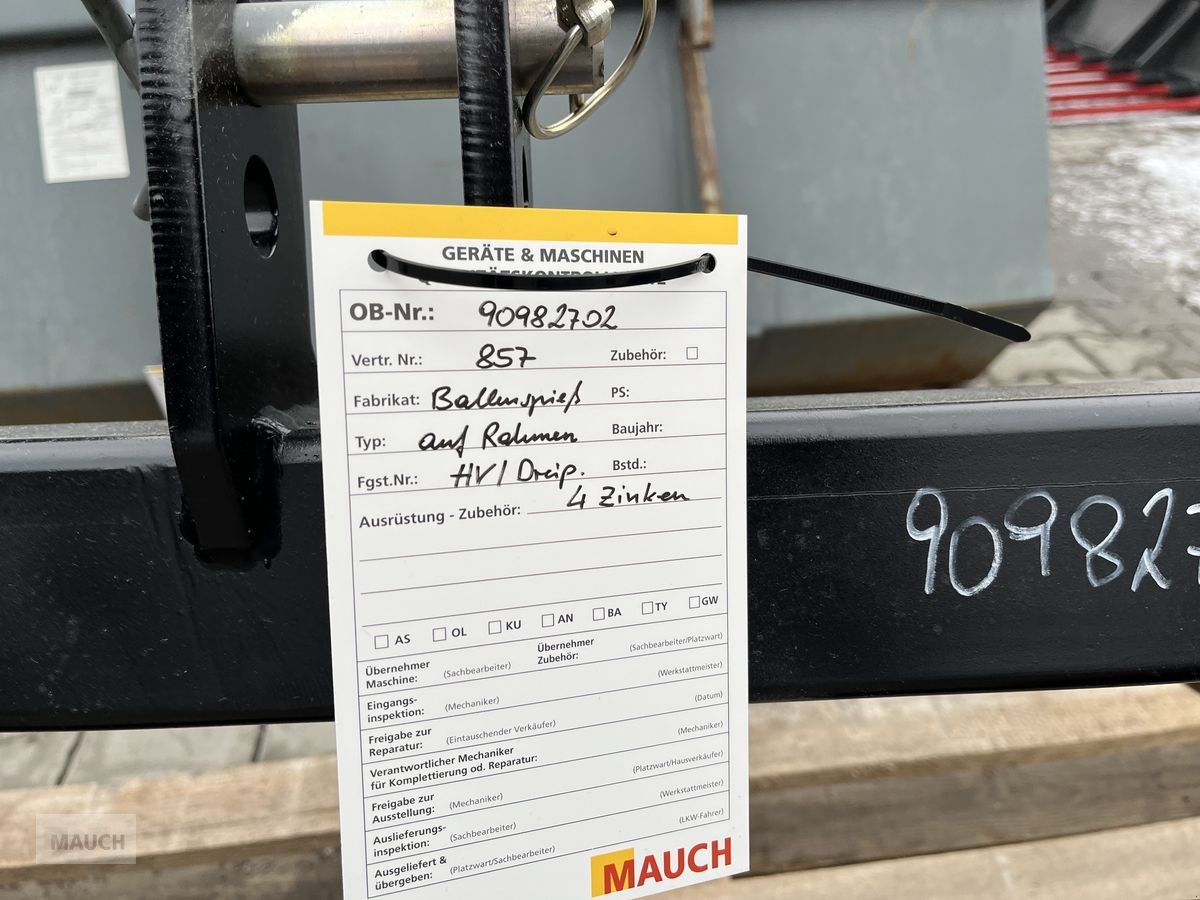 GERÄTE & MASCHINEN
OB-Nr.: 90982702
Vertr. Nr.: 857 Zubehör:
Fabrikat: Ballenspieß PS:
Typ: auf Rahmen Baujahr:
Fgst.Nr.: HV/Dreip. Bstd.:
Ausrüstung - Zubehör: 4 Zinken
AS OL KU AN BA TY GW
Übernehmer Maschine: (Sachbearbeiter) Übernehmer Zubehör: (Sachbearbeiter/Platzwart)
Eingangs-inspektion: (Mechaniker) (Werkstattmeister)
Freigabe zur Reparatur: (Eintauschender Verkäufer) (Datum)
Verantwortlicher Mechaniker für Komplettierung od. Reparatur: (Mechaniker)
Freigabe zur Ausstellung: (Mechaniker) (Platzwart/Hausverkäufer)
Auslieferungs-inspektion: (Sachbearbeiter) (Werkstattmeister)
Ausgeliefert & übergeben: (Platzwart/Sachbearbeiter) (LKW-Fahrer)
MAUCH
909827
MAUCH